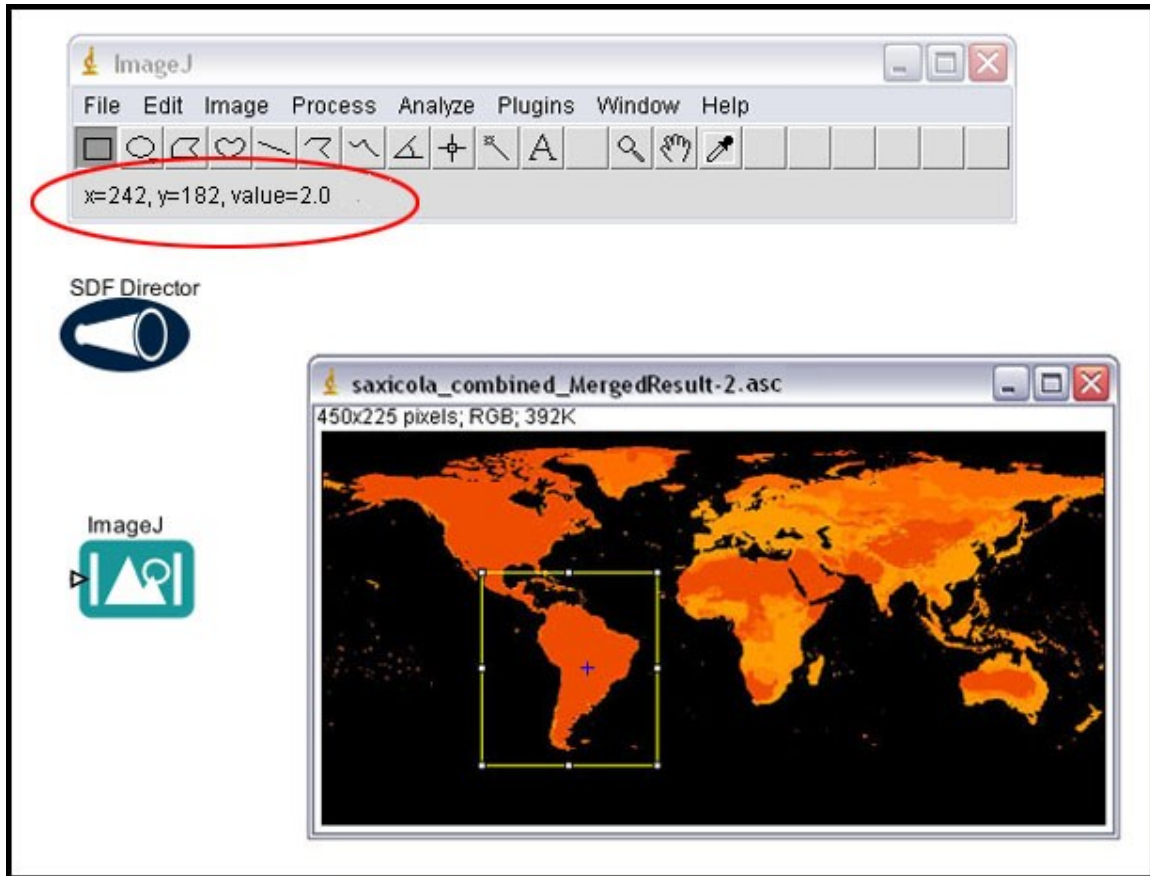 ImageJ
File Edit Image Process Analyze Plugins Window Help
A
x=242, y=182, value=2.0
SDF Director
saxicola_combined_MergedResult-2.asc
450x225 pixels; RGB; 392K
ImageJ